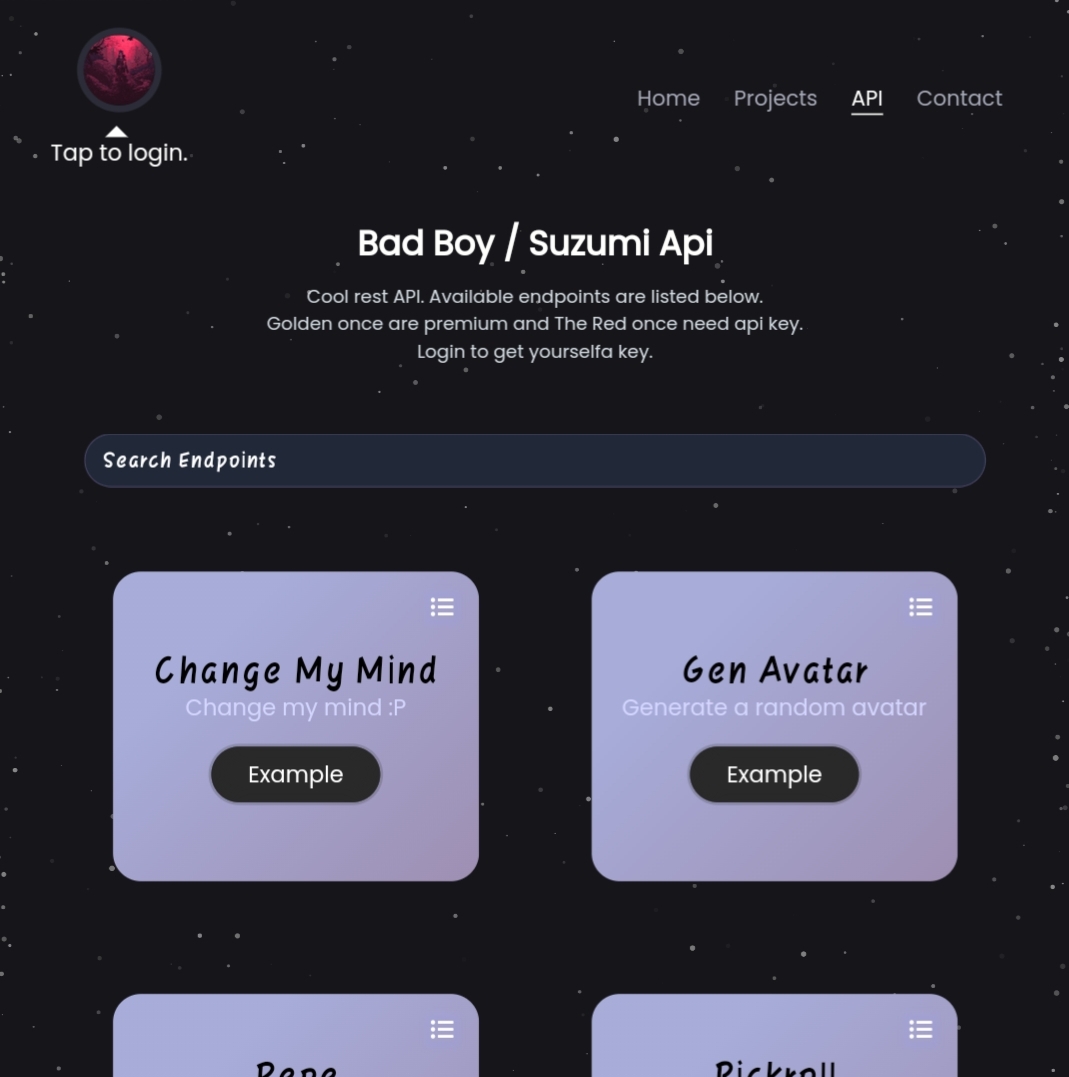 Home Projects API Contact
Tap to login.
Bad Boy / Suzumi Api
Cool rest API. Available endpoints are listed below.
Golden once are premium and The Red once need api key.
Login to get yourselfa key.
Search Endpoints
Change My Mind
Change my mind :P
Example
Gen Avatar
Generate a random avatar
Example
Pepe
Rickroll